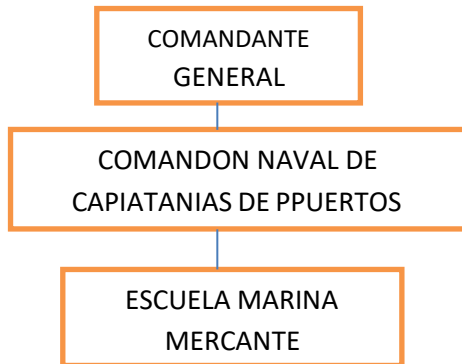 COMANDANTE
GENERAL
COMANDON NAVAL DE
CAPIATANIAS DE PPUERTOS
ESCUELA MARINA
MERCANTE